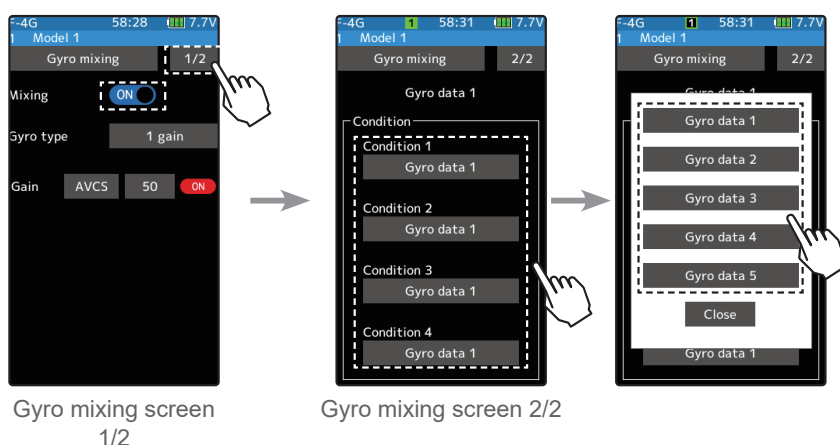 F-4G 58:28 7.7V
1 Model 1
Gyro mixing 1/2
Mixing ON
Gyro type 1 gain
Gain AVCS 50 ON
Gyro mixing screen
1/2
F-4G 1 58:31 7.7V
1 Model 1
Gyro mixing 2/2
Gyro data 1
Condition
Condition 1
Gyro data 1
Condition 2
Gyro data 1
Condition 3
Gyro data 1
Condition 4
Gyro data 1
Gyro mixing screen 2/2
F-4G 1 58:31 7.7V
1 Model 1
Gyro mixing 2/2
Gyro data 1
Gyro data 1
Gyro data 2
Gyro data 3
Gyro data 4
Gyro data 5
Close
Gyro data 1